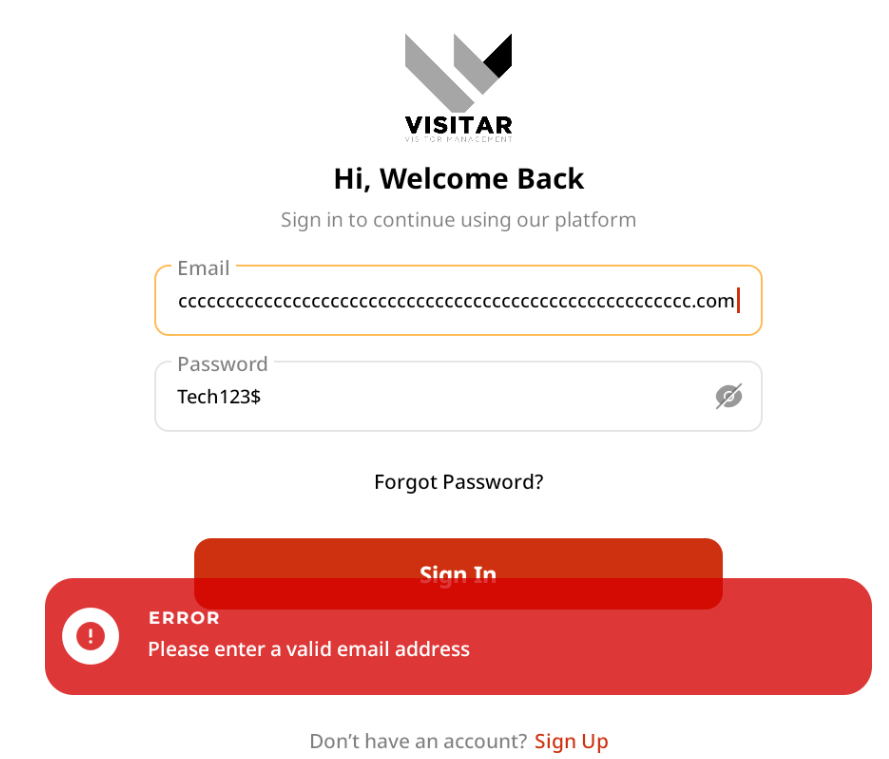 VISITAR
VISITOR MANAGEMENT
Hi, Welcome Back
Sign in to continue using our platform
Email
cccccccccccccccccccccccccccccccccccccccccccccccccccccc.com
Password
Tech123$
Forgot Password?
Sign In
ERROR
Please enter a valid email address
Don’t have an account? Sign Up